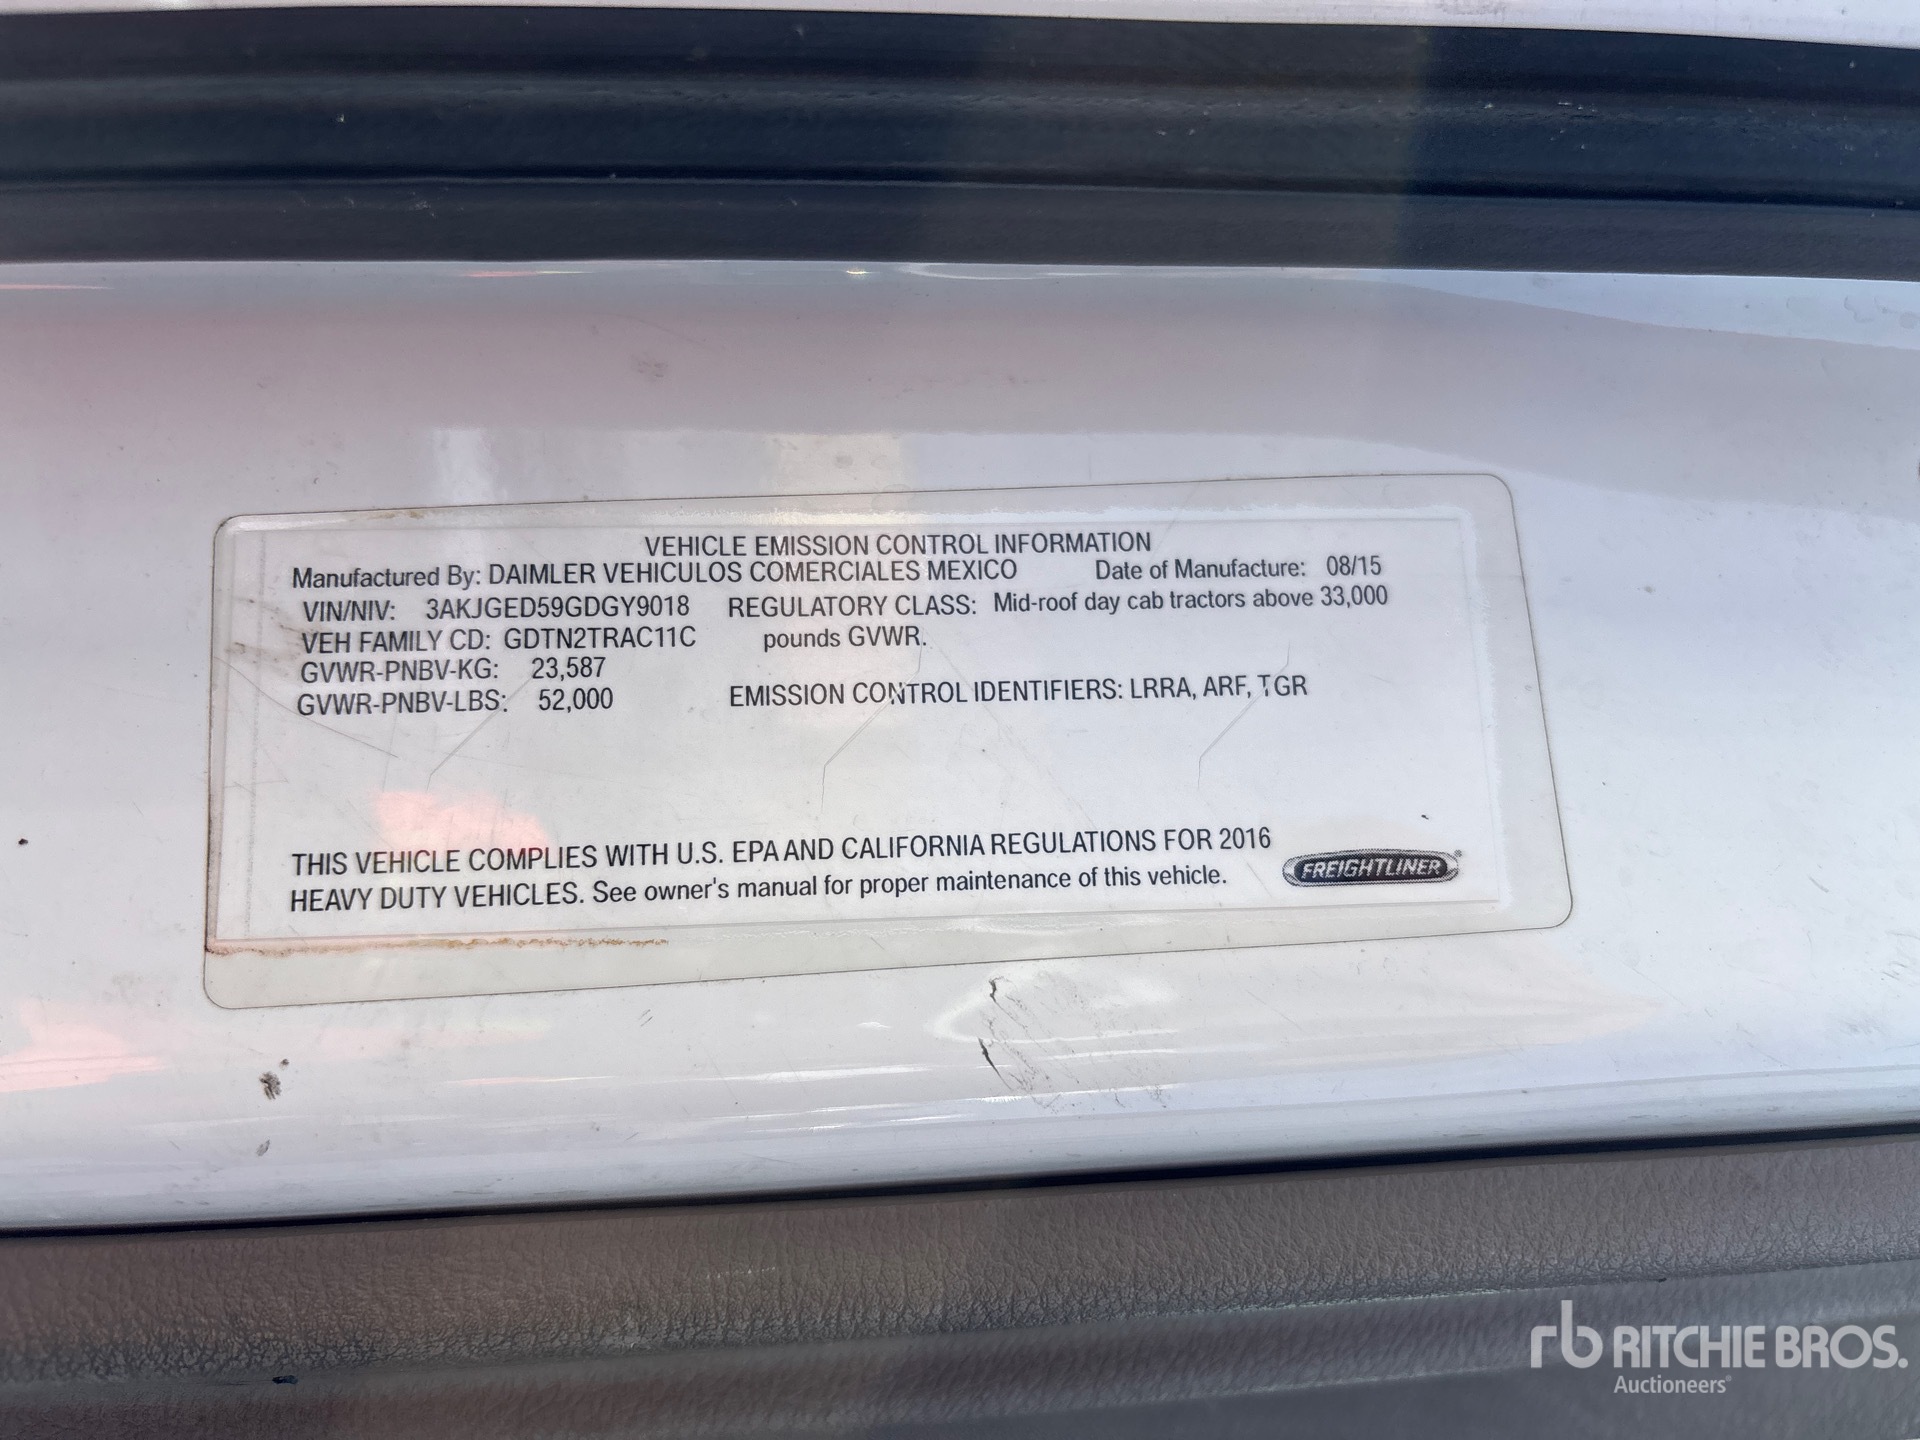 VEHICLE EMISSION CONTROL INFORMATION
Manufactured By: DAIMLER VEHICULOS COMERCIALES MEXICO Date of Manufacture: 08/15
VIN/NIV: 3AKJGED59GDGY9018 REGULATORY CLASS: Mid-roof day cab tractors above 33,000
VEH FAMILY CD: GDTN2TRAC11C pounds GVWR.
GVWR-PNBV-KG: 23,587
GVWR-PNBV-LBS: 52,000 EMISSION CONTROL IDENTIFIERS: LRRA, ARF, TGR
THIS VEHICLE COMPLIES WITH U.S. EPA AND CALIFORNIA REGULATIONS FOR 2016
HEAVY DUTY VEHICLES. See owner's manual for proper maintenance of this vehicle.
FREIGHTLINER®
rb RITCHIE BROS.
Auctioneers®